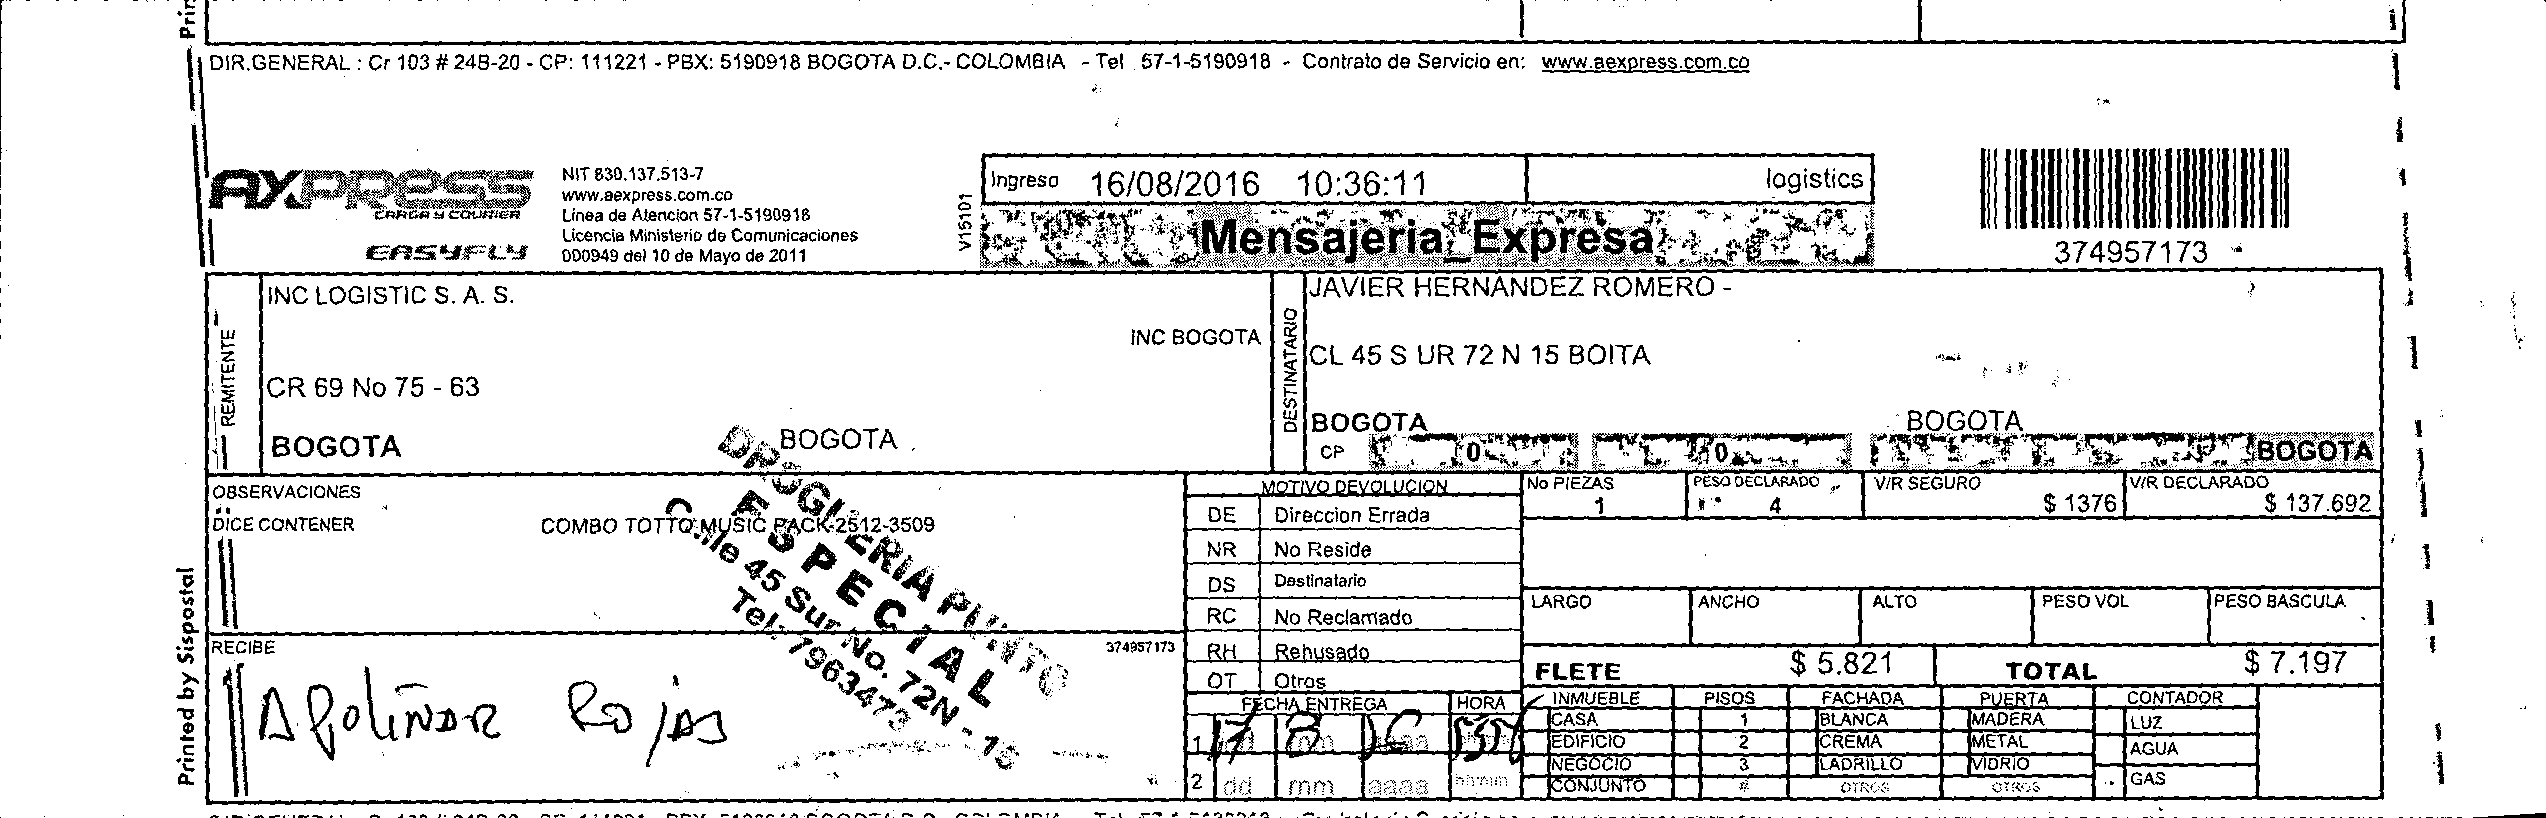 DIR.GENERAL : Cr 103 # 24B-20 - CP: 111221 - PBX: 5190918 BOGOTA D.C.- COLOMBIA - Tel 57-1-5190918 - Contrato de Servicio en: www.aexpress.com.co
AXPRESS
CARGA Y COURIER
EASYFLY
NIT 830.137.513-7
www.aexpress.com.co
Linea de Atencion 57-1-5190918
Licencia Ministerio de Comunicaciones
000949 del 10 de Mayo de 2011
V15101
Ingreso 16/08/2016 10:36:11 logistics
Mensajeria Expresa
374957173
REMITENTE
INC LOGISTIC S. A. S.
INC BOGOTA
CR 69 No 75 - 63
BOGOTA BOGOTA
DESTINATARIO
JAVIER HERNANDEZ ROMERO -
CL 45 S UR 72 N 15 BOITA
BOGOTA BOGOTA
CP 0 0 BOGOTA
OBSERVACIONES
DICE CONTENER COMBO TOTTO MUSIC PACK-2512-3509
DROGUERIA PUNTO
ESPECIAL
Calle 45 Sur No. 72N - 15
Tel: 7963473
MOTIVO DEVOLUCION
DE Direccion Errada
NR No Reside
DS Destinatario
RC No Reclamado
RH Rehusado
OT Otros
No PIEZAS PESO DECLARADO V/R SEGURO V/R DECLARADO
1 4 $ 1376 $ 137.692
LARGO ANCHO ALTO PESO VOL PESO BASCULA
FLETE $ 5.821 TOTAL $ 7.197
RECIBE 374957173
Apoliñar Rojas
FECHA ENTREGA HORA
1 17 8
2 dd mm aaaa hh:mm
INMUEBLE PISOS FACHADA PUERTA CONTADOR
CASA 1 BLANCA MADERA LUZ
EDIFICIO 2 CREMA METAL AGUA
NEGOCIO 3 LADRILLO VIDRIO
CONJUNTO # OTROS OTROS GAS
Printed by Sispostal